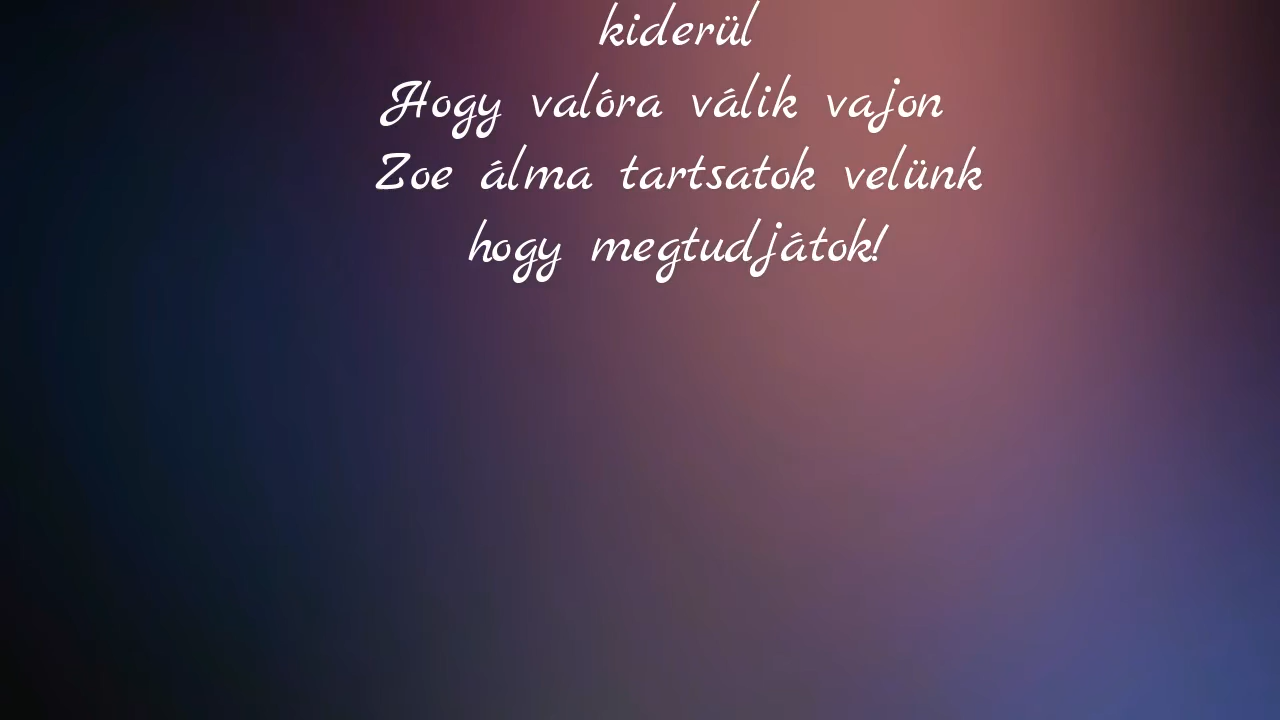 kiderül
Hogy valóra válik vajon
Zoe álma tartsatok velünk
hogy megtudjátok!